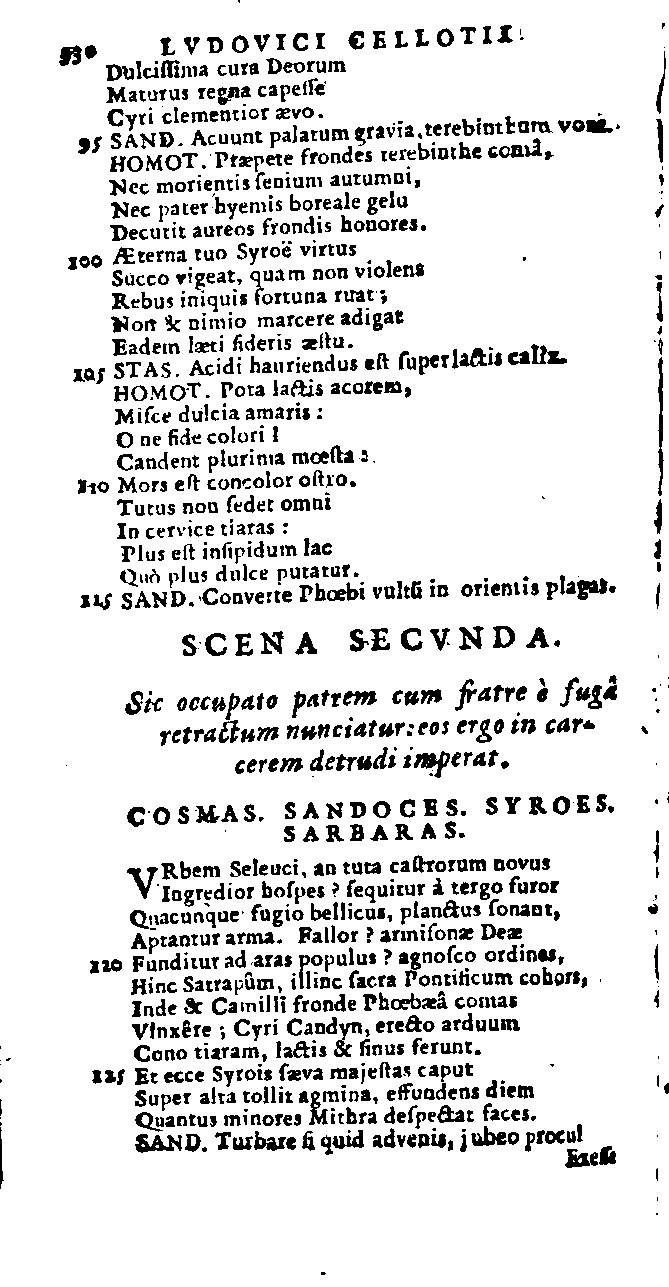 530 LVDOVICI CELLOTII
Dulcissima cura Deorum
Maturus regna capesse
Cyri clementior ævo.
95 SAND. Acuunt palatum gravia, terebinthum vora.
HOMOT. Præpete frondes terebinthe comâ,
Nec morientis senium autumni,
Nec pater hyemis boreale gelu
Decutit aureos frondis honores.
100 Æterna tuo Syroë virtus
Succo vigeat, quam non violens
Rebus iniquis fortuna ruat;
Non & nimio marcere adigat
Eadem læti sideris æstu.
105 STAS. Acidi hauriendus est super lactis calix.
HOMOT. Pota lactis acorem,
Misce dulcia amaris:
O ne fide colori!
Candent plurima mœsta:
110 Mors est concolor ostro.
Tutus non sedet omni
In cervice tiaras:
Plus est insipidum lac
Quò plus dulce putatur.
115 SAND. Converte Phœbi vultũ in orientis plagas.
SCENA SECVNDA.
Sic occupato patrem cum fratre è fugâ
retractum nunciatur: eos ergo in car-
cerem detrudi imperat.
COSMAS. SANDOCES. SYROES.
SARBARAS.
VRbem Seleuci, an tuta castrorum novus
Ingredior hospes? sequitur à tergo furor
Quacunque fugio bellicus, planctus sonant,
Aptantur arma. Fallor? armisonæ Deæ
120 Funditur ad aras populus? agnosco ordines,
Hinc Satrapûm, illinc sacra Pontificum cohors,
Inde & Camilli fronde Phœbæâ comas
Vinxêre; Cyri Candyn, erecto arduum
Cono tiaram, lactis & sinus ferunt.
125 Et ecce Syrois sæva majestas caput
Super alta tollit agmina, effundens diem
Quantus minores Mithra despectat faces.
SAND. Turbare si quid advenis, jubeo procul
Exesse